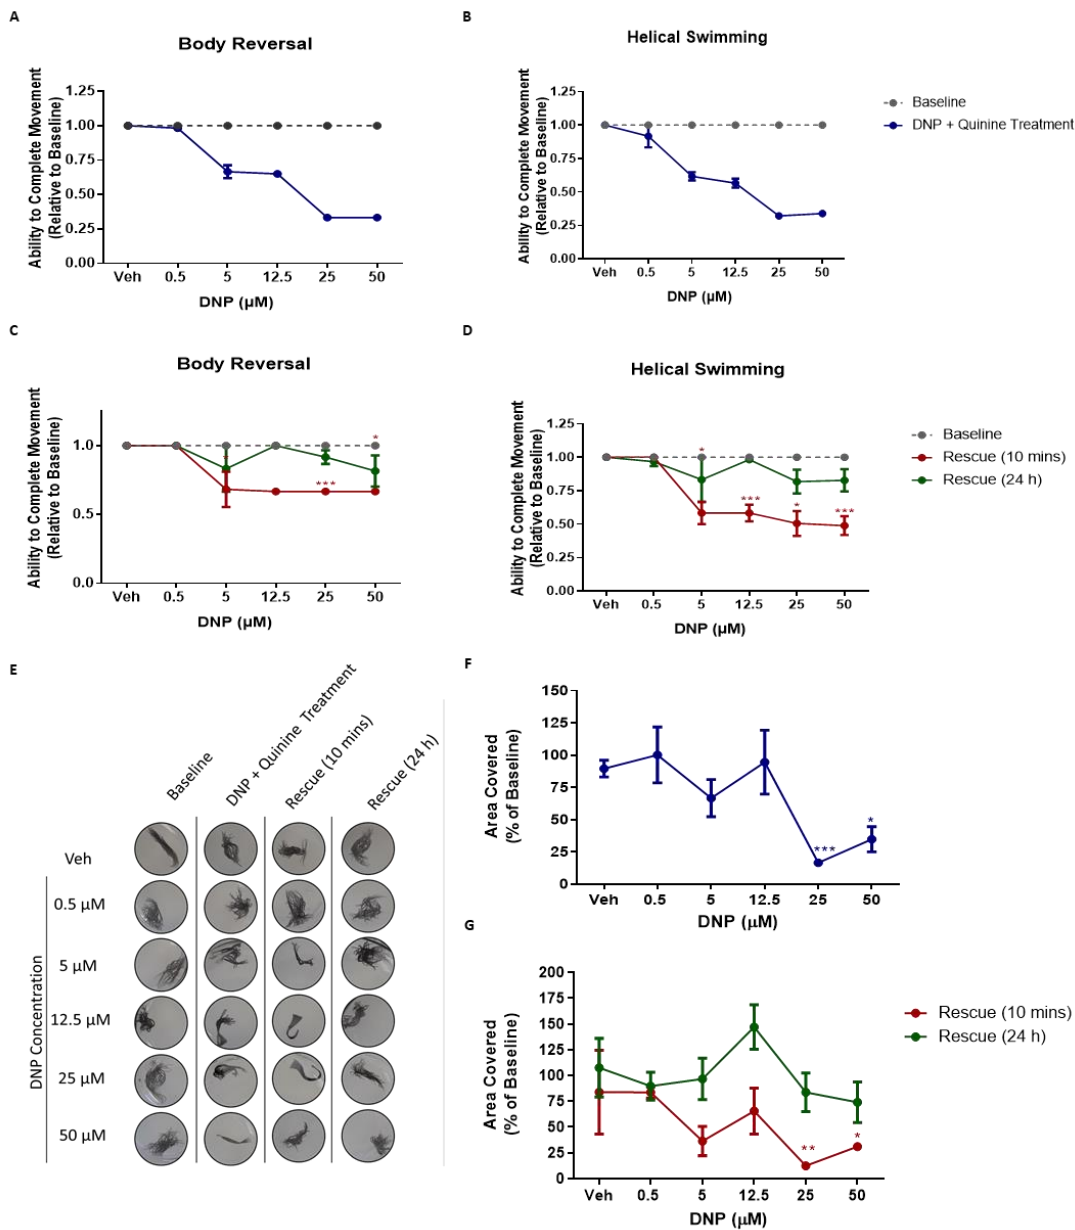 A
Body Reversal
Ability to Complete Movement
(Relative to Baseline)
1.25
1.00
0.75
0.50
0.25
0.00
Veh 0.5 5 12.5 25 50
DNP (µM)
B
Helical Swimming
Ability to Complete Movement
(Relative to Baseline)
1.25
1.00
0.75
0.50
0.25
0.00
Veh 0.5 5 12.5 25 50
DNP (µM)
Baseline
DNP + Quinine Treatment
C
Body Reversal
Ability to Complete Movement
(Relative to Baseline)
1.0
0.5
0.0
*
*
***
Veh 0.5 5 12.5 25 50
DNP (µM)
D
Helical Swimming
Ability to Complete Movement
(Relative to Baseline)
1.25
1.00
0.75
0.50
0.25
0.00
*
***
*
***
Veh 0.5 5 12.5 25 50
DNP (µM)
Baseline
Rescue (10 mins)
Rescue (24 h)
E
Baseline
DNP + Quinine Treatment
Rescue (10 mins)
Rescue (24 h)
Veh
DNP Concentration
0.5 µM
5 µM
12.5 µM
25 µM
50 µM
F
Area Covered
(% of Baseline)
150
125
100
75
50
25
0
***
*
Veh 0.5 5 12.5 25 50
DNP (µM)
G
Area Covered
(% of Baseline)
200
175
150
125
100
75
50
25
0
**
*
Veh 0.5 5 12.5 25 50
DNP (µM)
Rescue (10 mins)
Rescue (24 h)